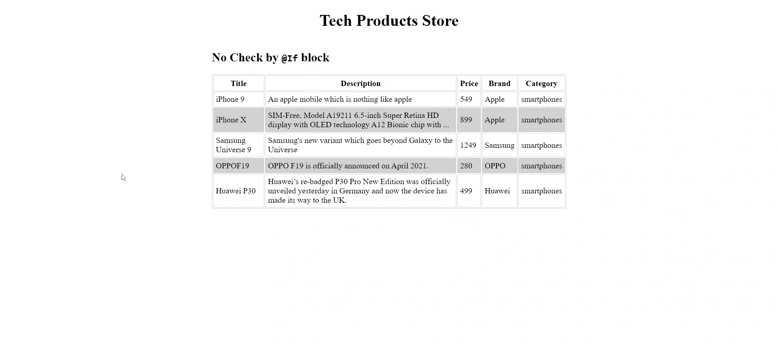 Tech Products Store
No Check by @If block
Title Description Price Brand Category
iPhone 9 An apple mobile which is nothing like apple 549 Apple smartphones
iPhone X SIM-Free, Model A19211 6.5-inch Super Retina HD
display with OLED technology A12 Bionic chip with ... 899 Apple smartphones
Samsung
Universe 9 Samsung's new variant which goes beyond Galaxy to the
Universe 1249 Samsung smartphones
OPPOF19 OPPO F19 is officially announced on April 2021. 280 OPPO smartphones
Huawei P30 Huawei's re-badged P30 Pro New Edition was officially
unveiled yesterday in Germany and now the device has
made its way to the UK. 499 Huawei smartphones